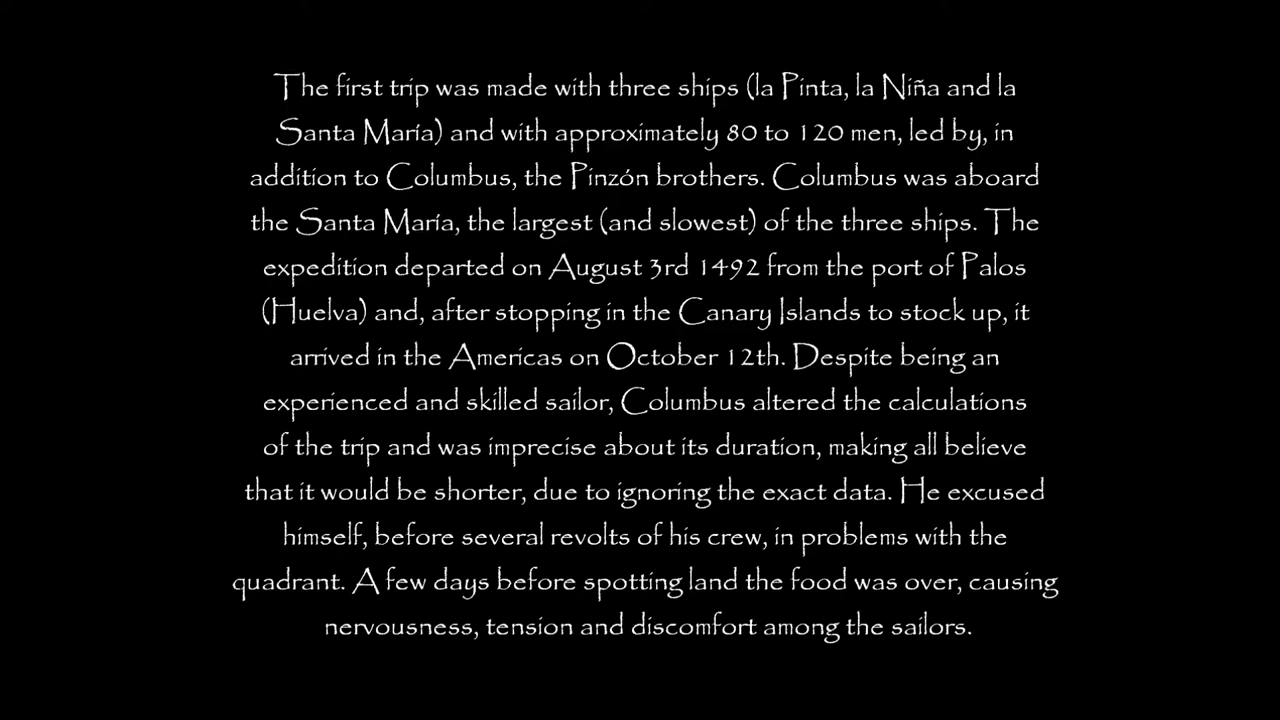 The first trip was made with three ships (la Pinta, la Niña and la
Santa María) and with approximately 80 to 120 men, led by, in
addition to Columbus, the Pinzón brothers. Columbus was aboard
the Santa María, the largest (and slowest) of the three ships. The
expedition departed on August 3rd 1492 from the port of Palos
(Huelva) and, after stopping in the Canary Islands to stock up, it
arrived in the Americas on October 12th. Despite being an
experienced and skilled sailor, Columbus altered the calculations
of the trip and was imprecise about its duration, making all believe
that it would be shorter, due to ignoring the exact data. He excused
himself, before several revolts of his crew, in problems with the
quadrant. A few days before spotting land the food was over, causing
nervousness, tension and discomfort among the sailors.